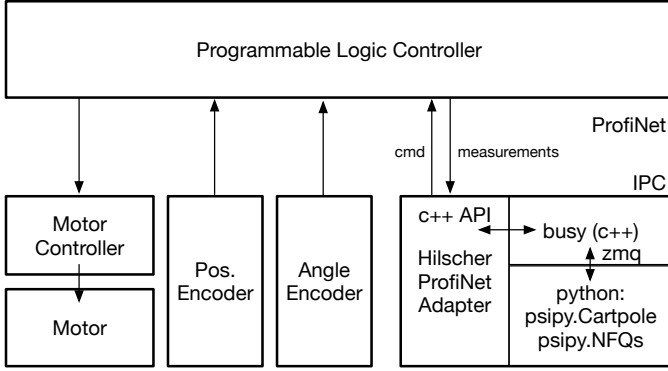 Programmable Logic Controller
ProfiNet
cmd
measurements
IPC
Motor
Controller
Motor
Pos.
Encoder
Angle
Encoder
c++ API
Hilscher
ProfiNet
Adapter
busy (c++)
zmq
python:
psipy.Cartpole
psipy.NFQs